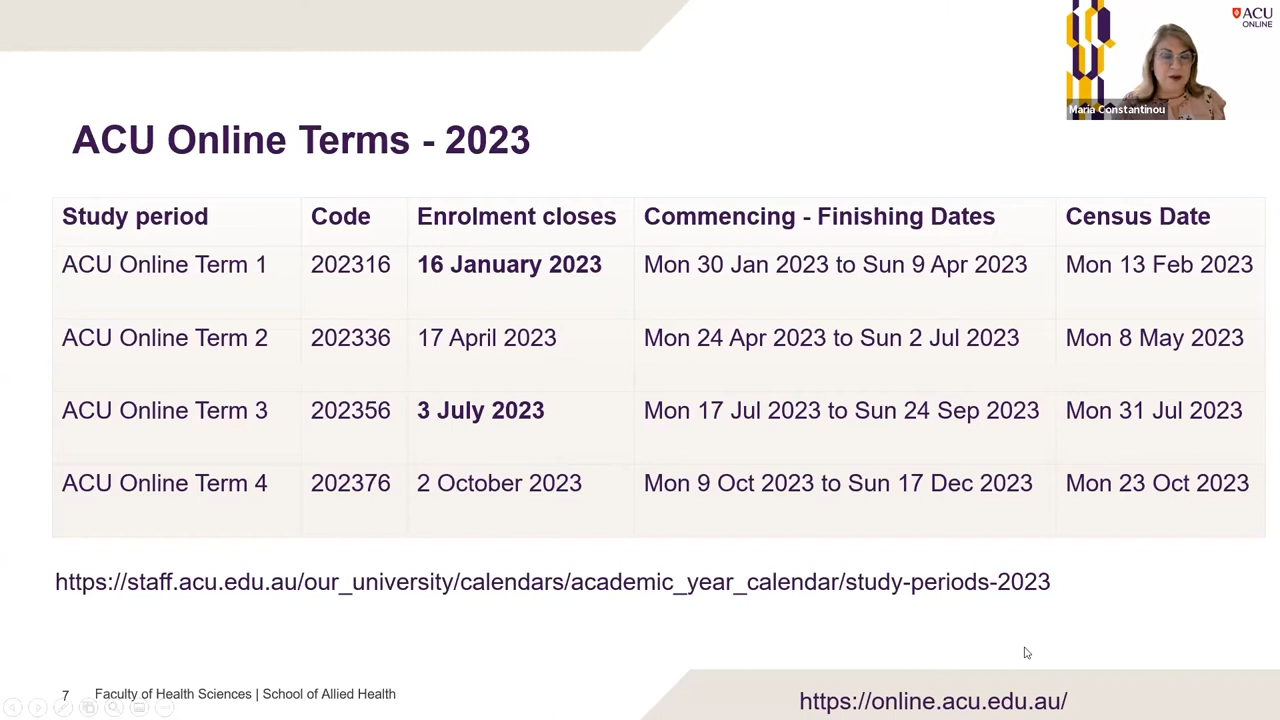 ACU
ONLINE
Maria Constantinou
ACU Online Terms - 2023
Study period Code Enrolment closes Commencing - Finishing Dates Census Date
ACU Online Term 1 202316 16 January 2023 Mon 30 Jan 2023 to Sun 9 Apr 2023 Mon 13 Feb 2023
ACU Online Term 2 202336 17 April 2023 Mon 24 Apr 2023 to Sun 2 Jul 2023 Mon 8 May 2023
ACU Online Term 3 202356 3 July 2023 Mon 17 Jul 2023 to Sun 24 Sep 2023 Mon 31 Jul 2023
ACU Online Term 4 202376 2 October 2023 Mon 9 Oct 2023 to Sun 17 Dec 2023 Mon 23 Oct 2023
https://staff.acu.edu.au/our_university/calendars/academic_year_calendar/study-periods-2023
7 Faculty of Health Sciences | School of Allied Health
https://online.acu.edu.au/